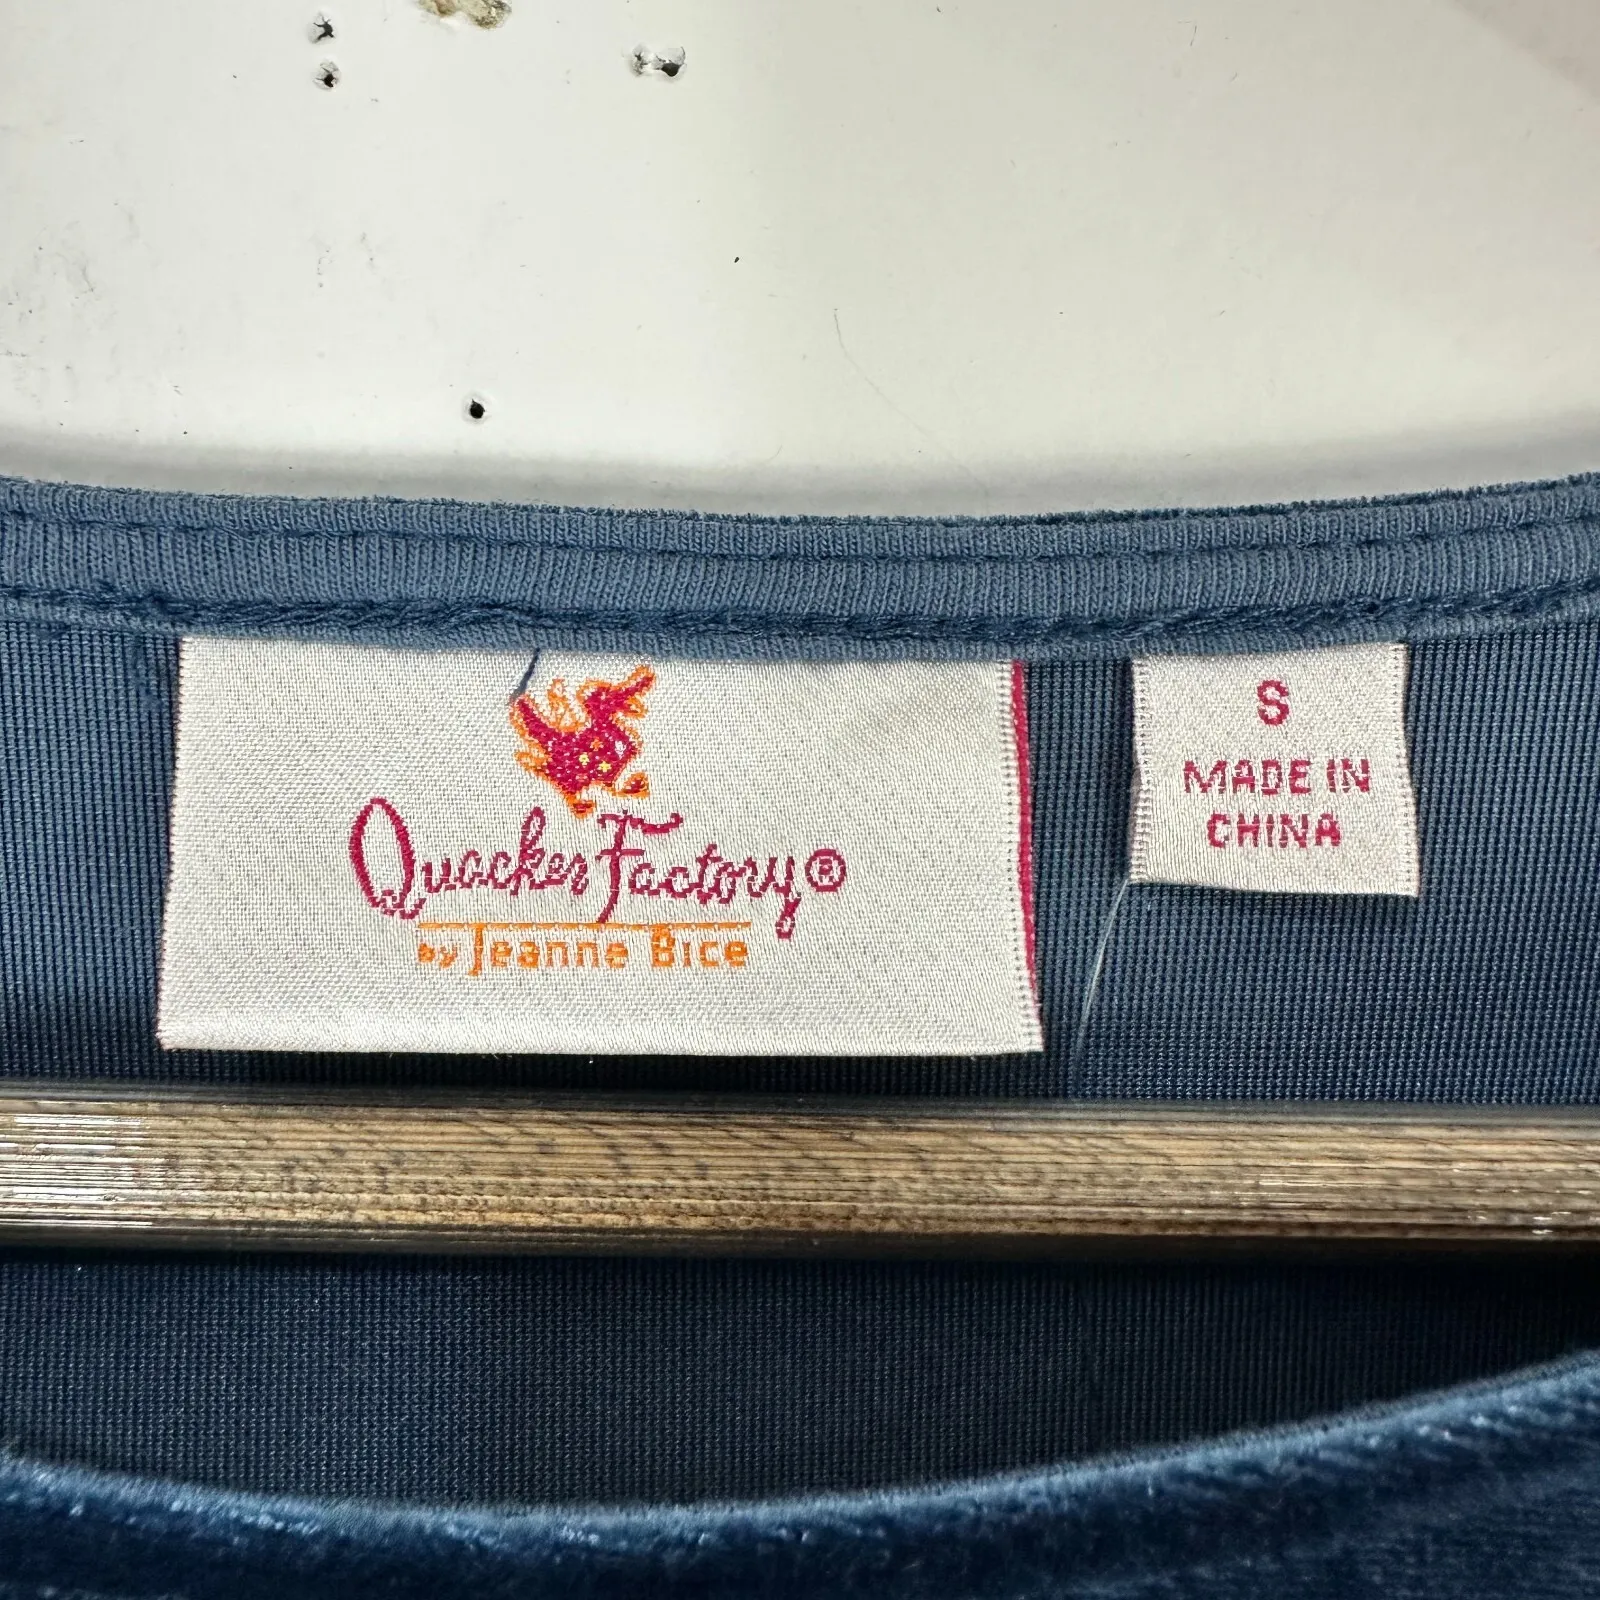 Quacker Factory®
by Jeanne Bice
S
MADE IN
CHINA